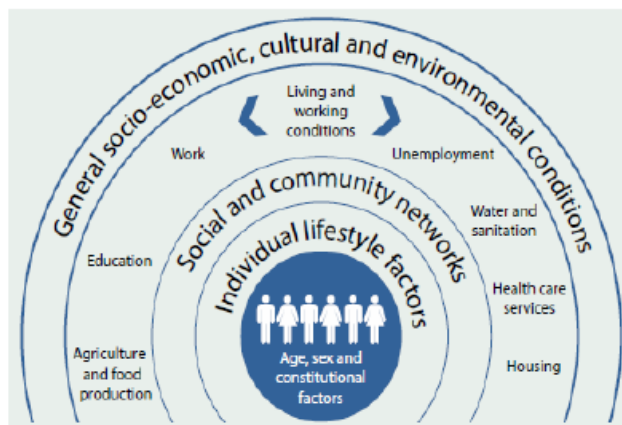 General socio-economic, cultural and environmental conditions
Living and
working
conditions
Work
Unemployment
Social and community networks
Water and
sanitation
Individual lifestyle factors
Education
Health care
services
Agriculture
and food
production
Age, sex and
constitutional
factors
Housing